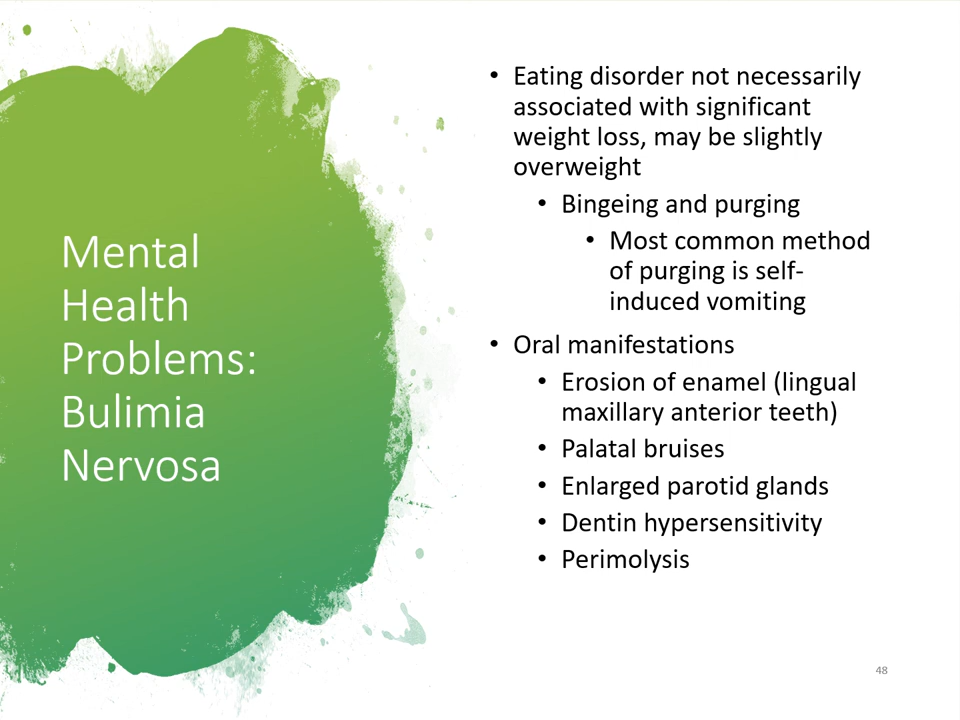 Mental
Health
Problems:
Bulimia
Nervosa
• Eating disorder not necessarily
associated with significant
weight loss, may be slightly
overweight
• Bingeing and purging
• Most common method
of purging is self-
induced vomiting
• Oral manifestations
• Erosion of enamel (lingual
maxillary anterior teeth)
• Palatal bruises
• Enlarged parotid glands
• Dentin hypersensitivity
• Perimolysis
48